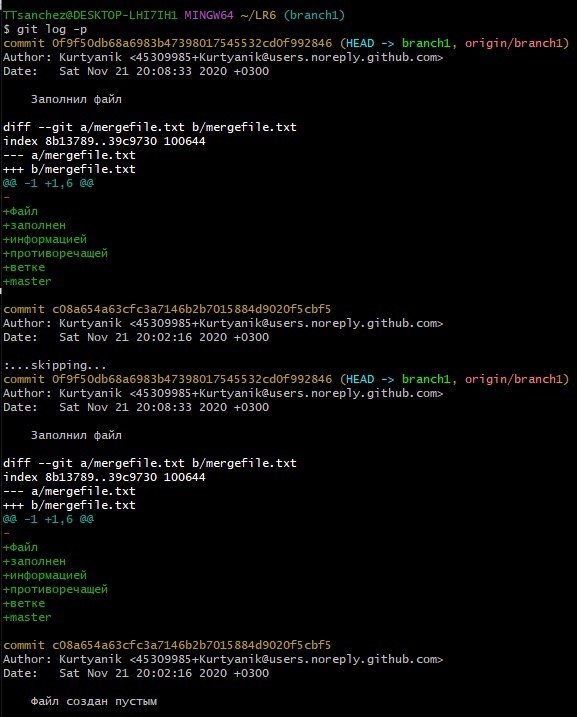 TTsanchez@DESKTOP-LHI7IH1 MINGW64 ~/LR6 (branch1)
$ git log -p
commit 0f9f50db68a6983b47398017545532cd0f992846 (HEAD -> branch1, origin/branch1)
Author: Kurtyanik <45309985+Kurtyanik@users.noreply.github.com>
Date:   Sat Nov 21 20:08:33 2020 +0300

    Заполнил файл

diff --git a/mergefile.txt b/mergefile.txt
index 8b13789..39c9730 100644
--- a/mergefile.txt
+++ b/mergefile.txt
@@ -1 +1,6 @@
-
+Файл
+заполнен
+информацией
+противоречащей
+ветке
+master

commit c08a654a63cfc3a7146b2b7015884d9020f5cbf5
Author: Kurtyanik <45309985+Kurtyanik@users.noreply.github.com>
Date:   Sat Nov 21 20:02:16 2020 +0300

:...skipping...
commit 0f9f50db68a6983b47398017545532cd0f992846 (HEAD -> branch1, origin/branch1)
Author: Kurtyanik <45309985+Kurtyanik@users.noreply.github.com>
Date:   Sat Nov 21 20:08:33 2020 +0300

    Заполнил файл

diff --git a/mergefile.txt b/mergefile.txt
index 8b13789..39c9730 100644
--- a/mergefile.txt
+++ b/mergefile.txt
@@ -1 +1,6 @@
-
+Файл
+заполнен
+информацией
+противоречащей
+ветке
+master

commit c08a654a63cfc3a7146b2b7015884d9020f5cbf5
Author: Kurtyanik <45309985+Kurtyanik@users.noreply.github.com>
Date:   Sat Nov 21 20:02:16 2020 +0300

    Файл создан пустым